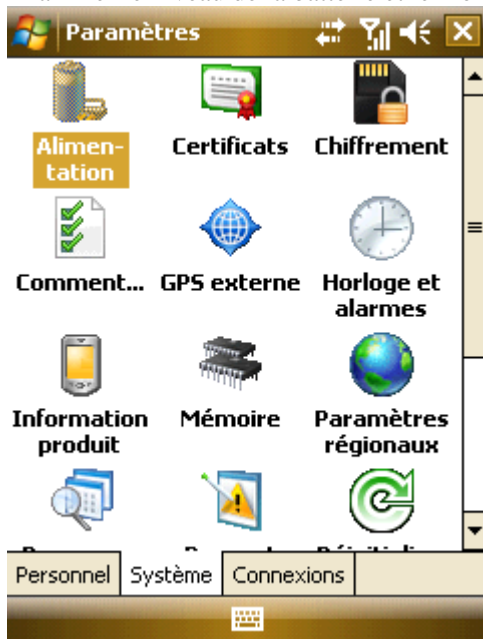 Paramètres
Alimen-
tation
Certificats
Chiffrement
Comment...
GPS externe
Horloge et
alarmes
Information
produit
Mémoire
Paramètres
régionaux
Personnel
Système
Connexions